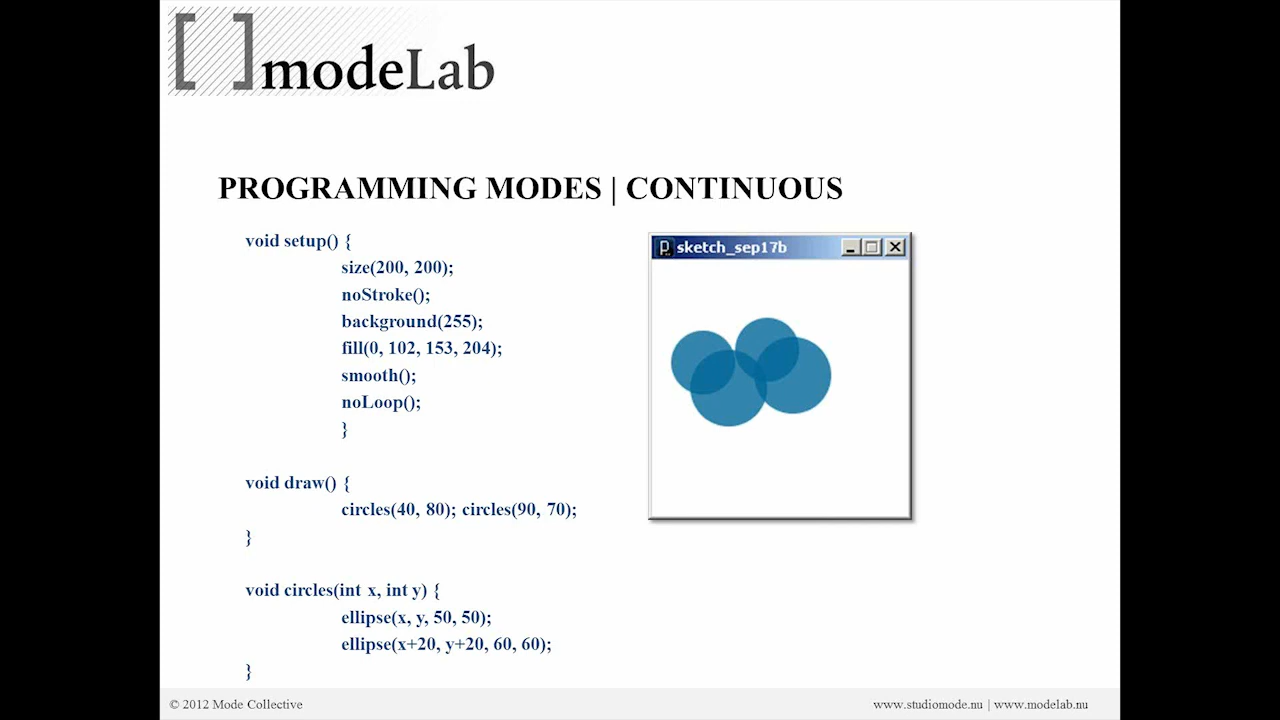 [ ] modeLab
PROGRAMMING MODES | CONTINUOUS
void setup() {
size(200, 200);
noStroke();
background(255);
fill(0, 102, 153, 204);
smooth();
noLoop();
}
void draw() {
circles(40, 80); circles(90, 70);
}
void circles(int x, int y) {
ellipse(x, y, 50, 50);
ellipse(x+20, y+20, 60, 60);
}
sketch_sep17b
© 2012 Mode Collective
www.studiomode.nu | www.modelab.nu